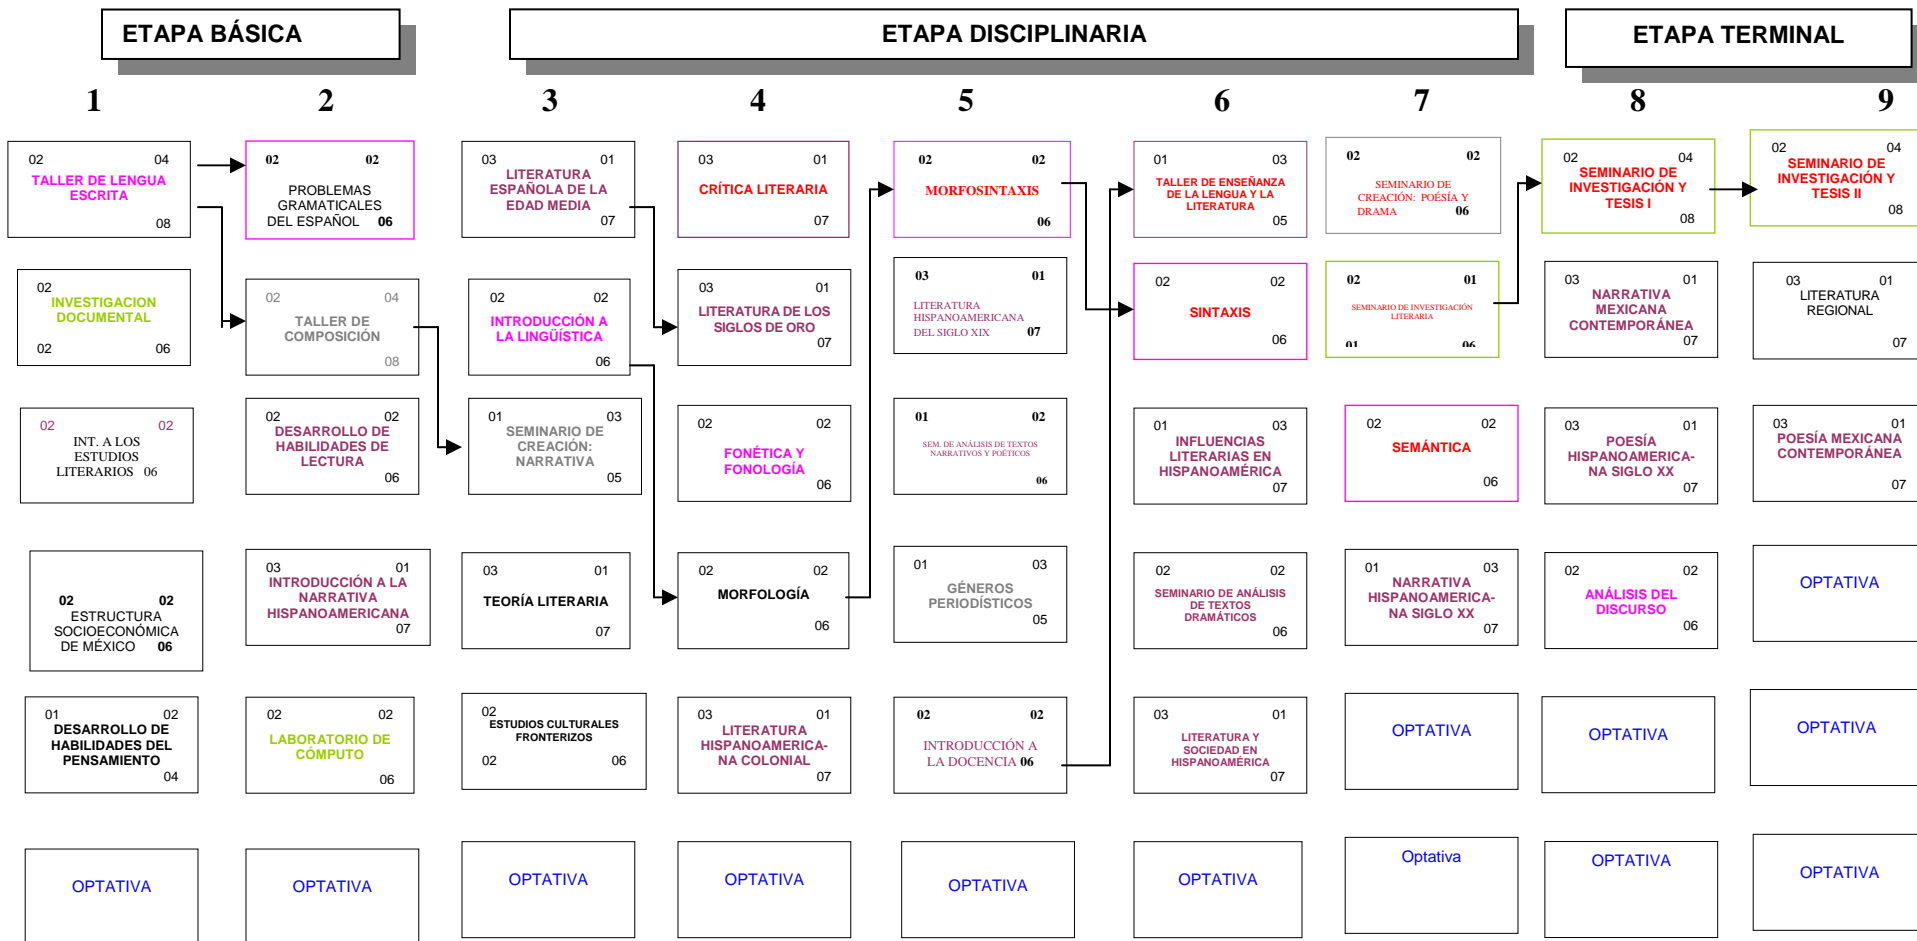 ETAPA BÁSICA
ETAPA DISCIPLINARIA
ETAPA TERMINAL
1
2
3
4
5
6
7
8
9
02 04
TALLER DE LENGUA
ESCRITA
08
02
INVESTIGACION
DOCUMENTAL
02 06
02 02
INT. A LOS
ESTUDIOS
LITERARIOS 06
02 02
ESTRUCTURA
SOCIOECONÓMICA
DE MÉXICO 06
01 02
DESARROLLO DE
HABILIDADES DEL
PENSAMIENTO
04
OPTATIVA
02 02
PROBLEMAS
GRAMATICALES
DEL ESPAÑOL 06
02 04
TALLER DE
COMPOSICIÓN
08
02 02
DESARROLLO DE
HABILIDADES DE
LECTURA
06
03 01
INTRODUCCIÓN A LA
NARRATIVA
HISPANOAMERICANA
07
02 02
LABORATORIO DE
CÓMPUTO
06
OPTATIVA
03 01
LITERATURA
ESPAÑOLA DE LA
EDAD MEDIA
07
02 02
INTRODUCCIÓN A
LA LINGÜÍSTICA
06
01 03
SEMINARIO DE
CREACIÓN:
NARRATIVA
05
03 01
TEORÍA LITERARIA
07
02
ESTUDIOS CULTURALES
FRONTERIZOS
02 06
OPTATIVA
03 01
CRÍTICA LITERARIA
07
03 01
LITERATURA DE LOS
SIGLOS DE ORO
07
02 02
FONÉTICA Y
FONOLOGÍA
06
02 02
MORFOLOGÍA
06
03 01
LITERATURA
HISPANOAMERICA-
NA COLONIAL
07
OPTATIVA
02 02
MORFOSINTAXIS
06
03 01
LITERATURA
HISPANOAMERICANA
DEL SIGLO XIX 07
01 02
SEM. DE ANÁLISIS DE TEXTOS
NARRATIVOS Y POÉTICOS
06
01 03
GÉNEROS
PERIODÍSTICOS
05
02 02
INTRODUCCIÓN A
LA DOCENCIA 06
OPTATIVA
01 03
TALLER DE ENSEÑANZA
DE LA LENGUA Y LA
LITERATURA
05
02 02
SINTAXIS
06
01 03
INFLUENCIAS
LITERARIAS EN
HISPANOAMÉRICA
07
02 02
SEMINARIO DE ANÁLISIS
DE TEXTOS
DRAMÁTICOS
06
03 01
LITERATURA Y
SOCIEDAD EN
HISPANOAMÉRICA
07
OPTATIVA
02 02
SEMINARIO DE
CREACIÓN: POÉSÍA Y
DRAMA 06
02 01
SEMINARIO DE INVESTIGACIÓN
LITERARIA
01 06
02 02
SEMÁNTICA
06
01 03
NARRATIVA
HISPANOAMERICA-
NA SIGLO XX
07
OPTATIVA
Optativa
02 04
SEMINARIO DE
INVESTIGACIÓN Y
TESIS I
08
03 01
NARRATIVA
MEXICANA
CONTEMPORÁNEA
07
03 01
POESÍA
HISPANOAMERICA-
NA SIGLO XX
07
02 02
ANÁLISIS DEL
DISCURSO
06
OPTATIVA
OPTATIVA
02 04
SEMINARIO DE
INVESTIGACIÓN Y
TESIS II
08
03 01
LITERATURA
REGIONAL
07
03 01
POESÍA MEXICANA
CONTEMPORÁNEA
07
OPTATIVA
OPTATIVA
OPTATIVA